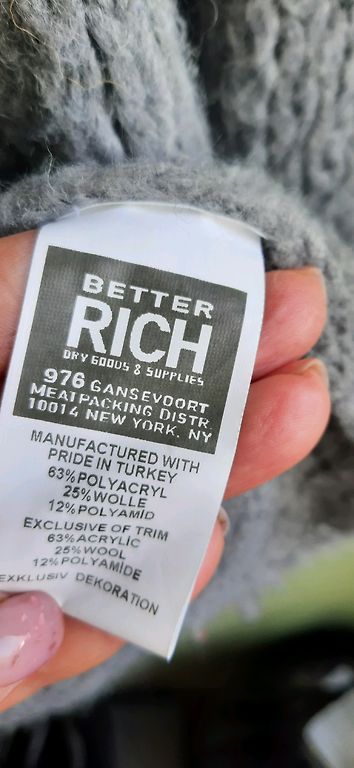 BETTER
RICH
DRY GOODS & SUPPLIES
976 GANSEVOORT
MEATPACKING DISTR.
10014 NEW YORK. NY
MANUFACTURED WITH
PRIDE IN TURKEY
63%POLYACRYL
25%WOLLE
12%POLYAMID
EXCLUSIVE OF TRIM
63%ACRYLIC
25%WOOL
12%POLYAMIDE
EXKLUSIV DEKORATION